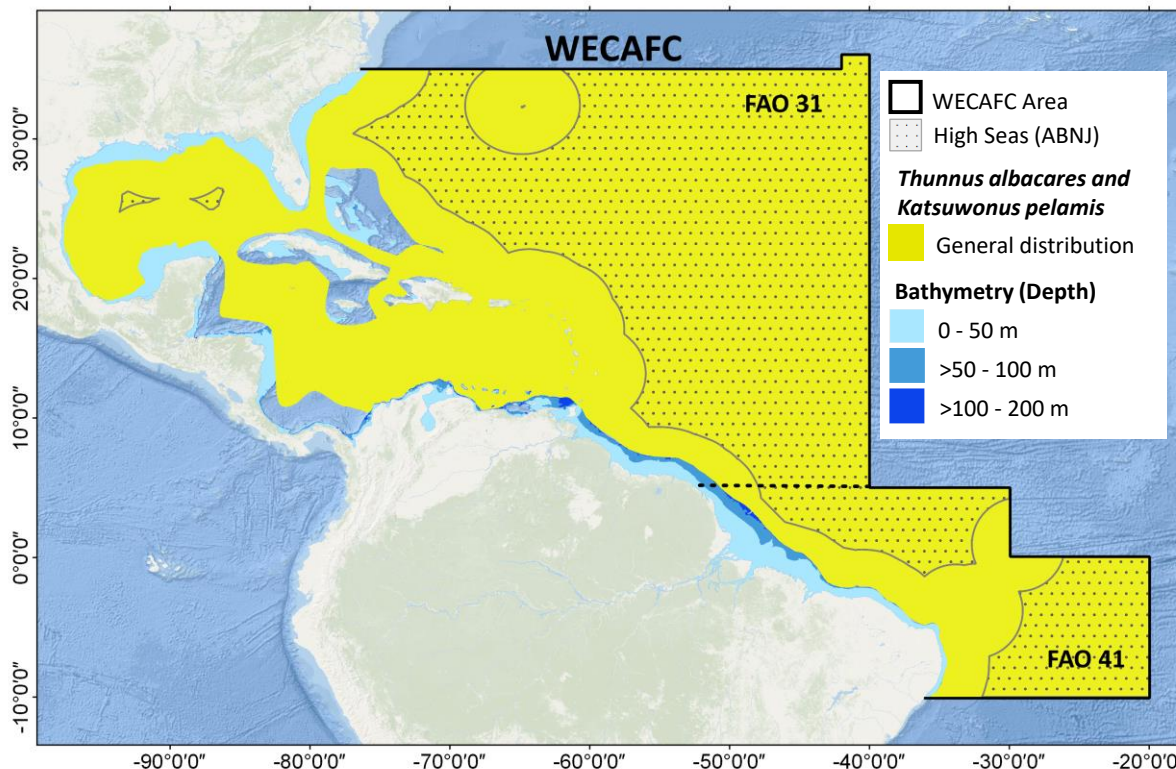 WECAFC
FAO 31
WECAFC Area
High Seas (ABNJ)
Thunnus albacares and
Katsuwonus pelamis
General distribution
Bathymetry (Depth)
0 - 50 m
>50 - 100 m
>100 - 200 m
FAO 41
30°0'0"
20°0'0"
10°0'0"
0°0'0"
-10°0'0"
-90°0'0"
-80°0'0"
-70°0'0"
-60°0'0"
-50°0'0"
-40°0'0"
-30°0'0"
-20°0'0"